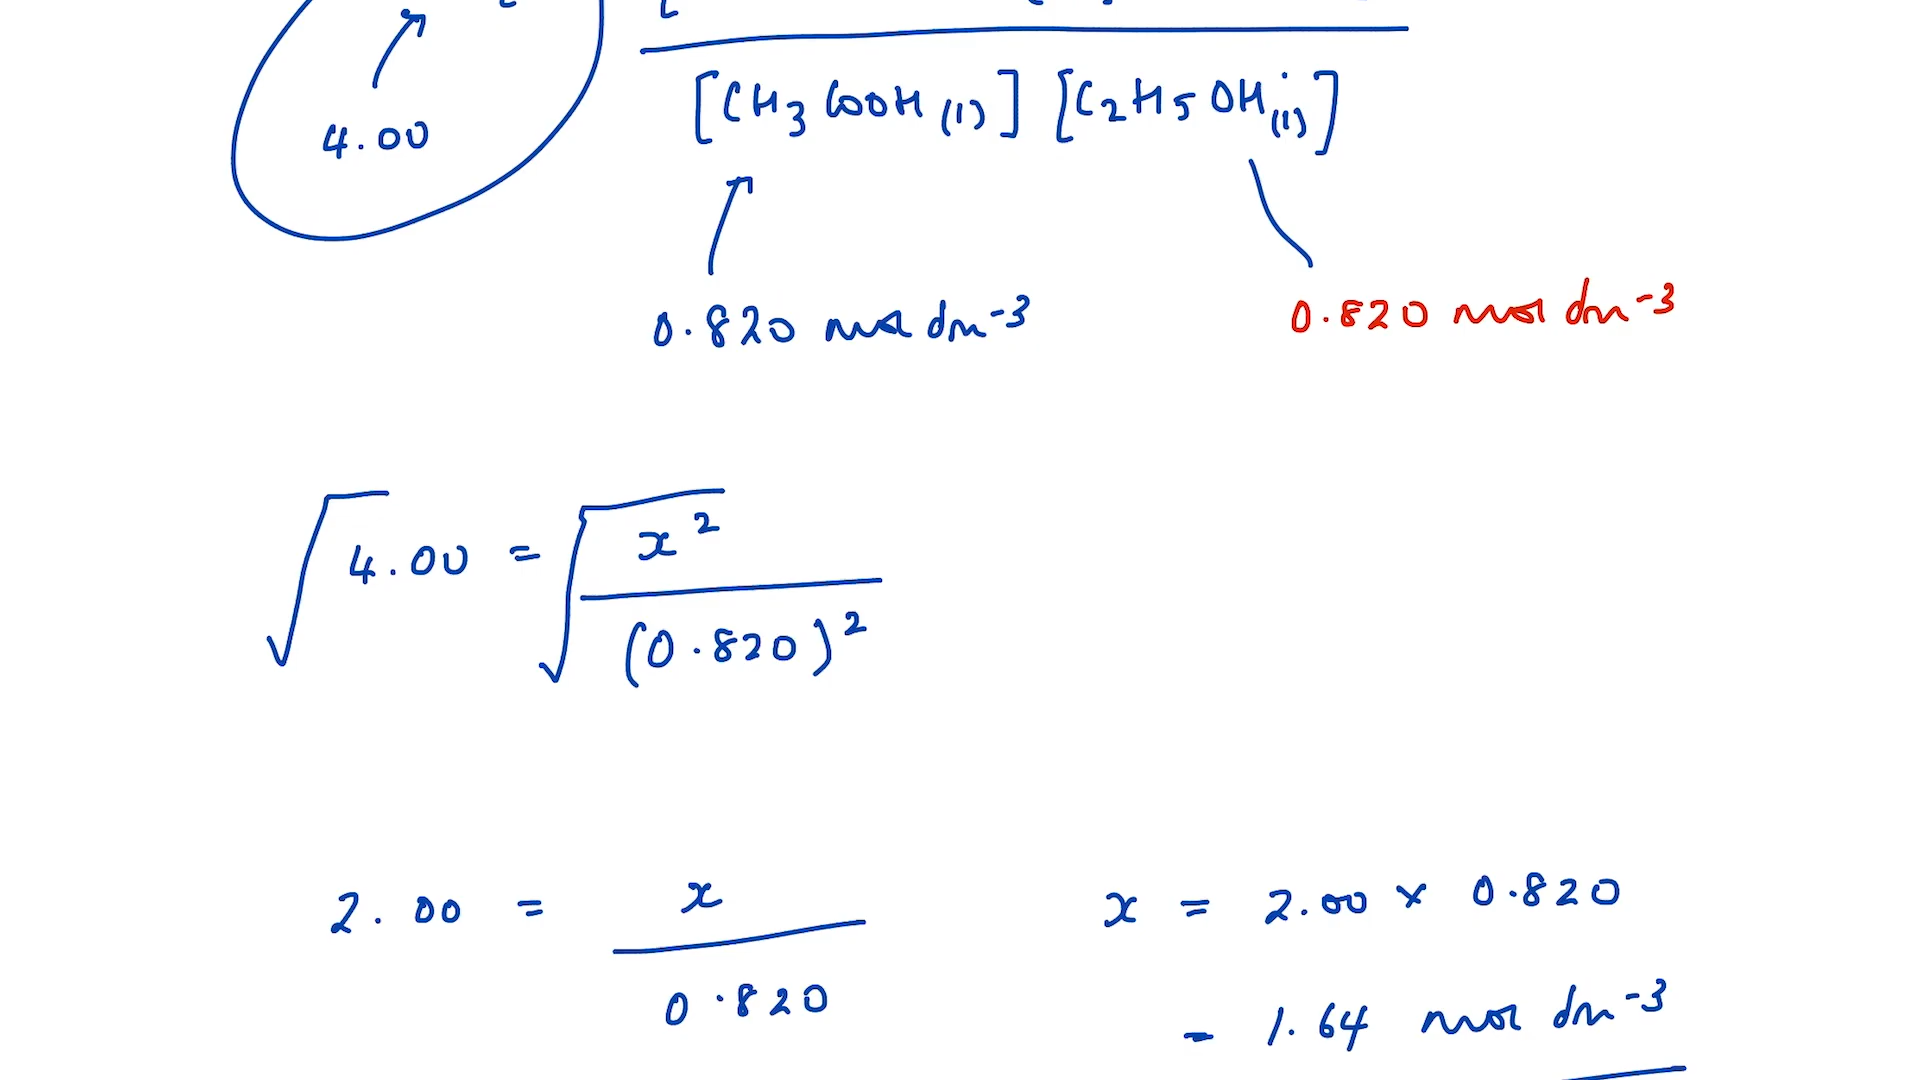 4.00
[CH3COOH(l)] [C2H5OH(l)]
0.820 mol dm-3
0.820 mol dm-3
√4.00 = √x²
(0.820)²
2.00 = x
0.820
x = 2.00 × 0.820
= 1.64 mol dm-3